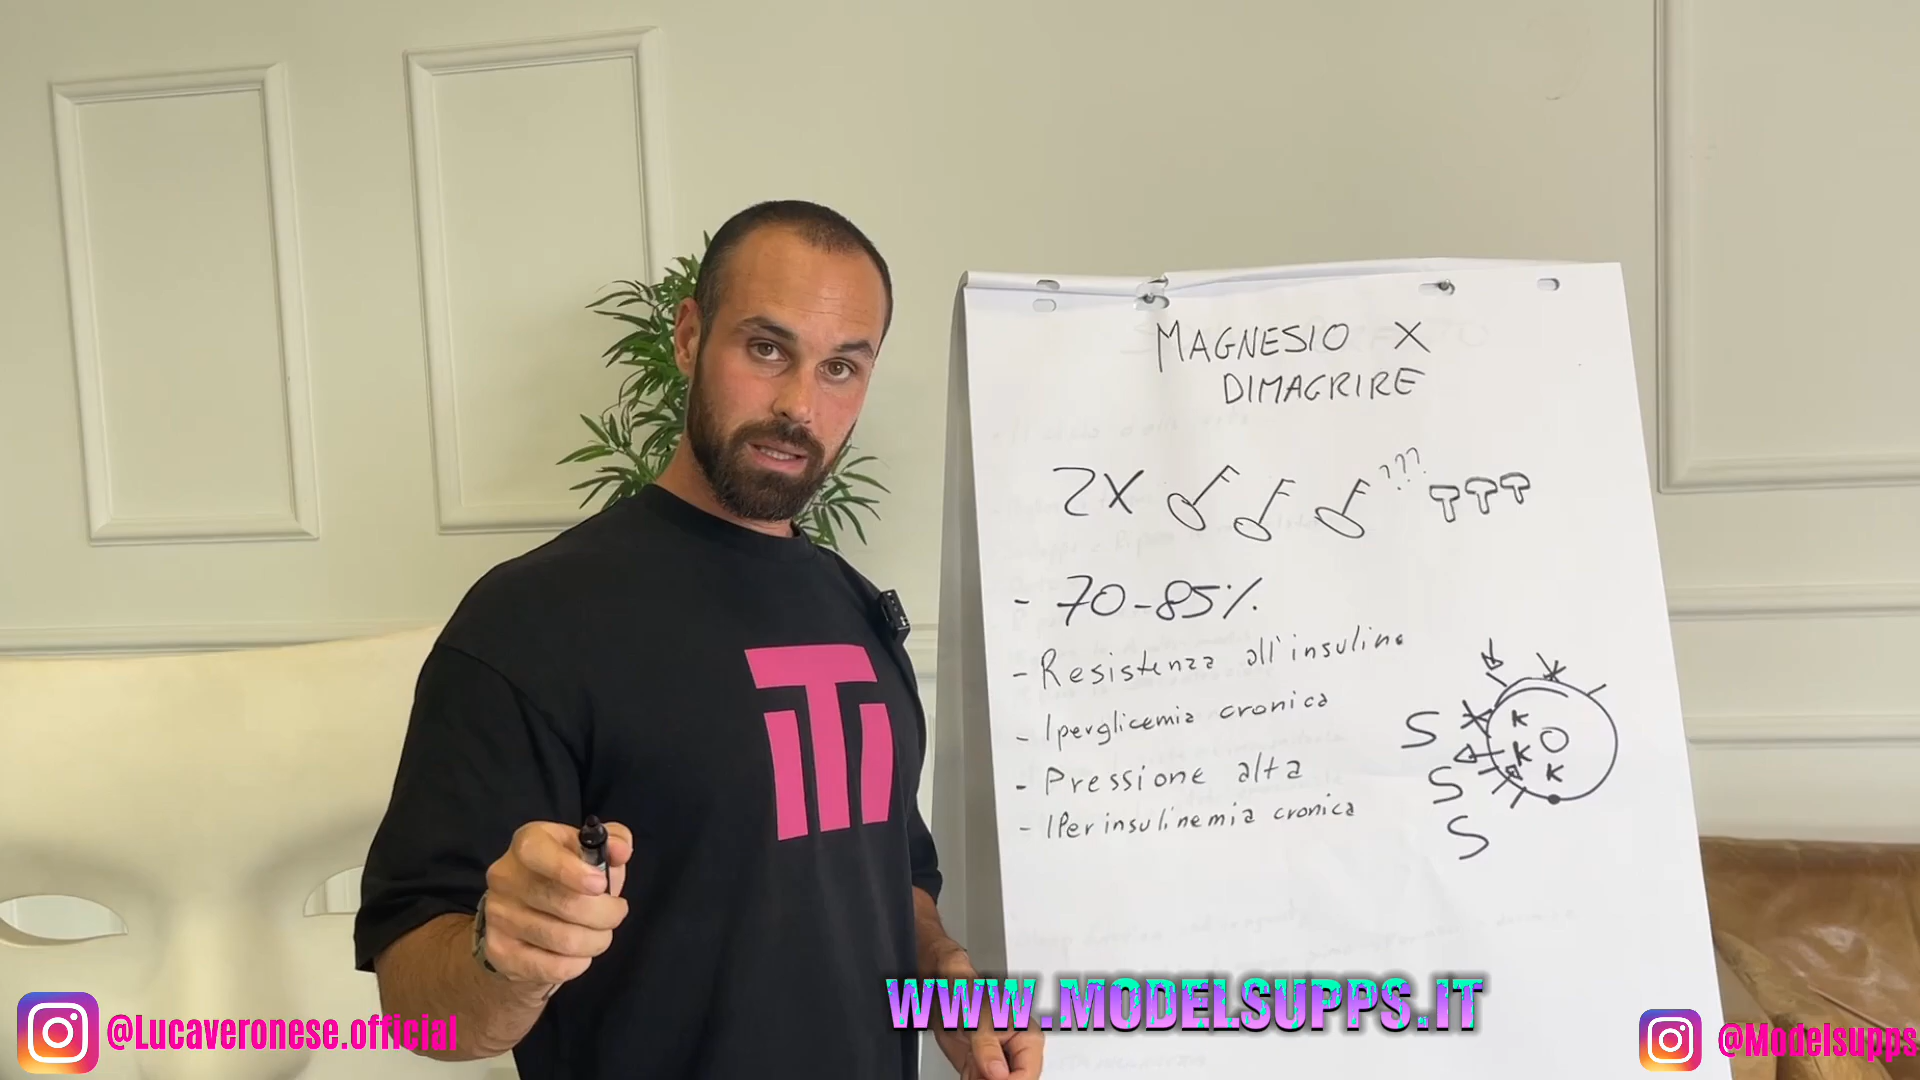 MAGNESIO X
DIMAGRIRE
2X ???
- 70-85%
- Resistenza all'insulina
- Iperglicemia cronica
- Pressione alta
- IPerinsulinemia cronica
S
S
S
K
K
K
WWW.MODELSUPPS.IT
@Lucaveronese.official
@Modelsupps